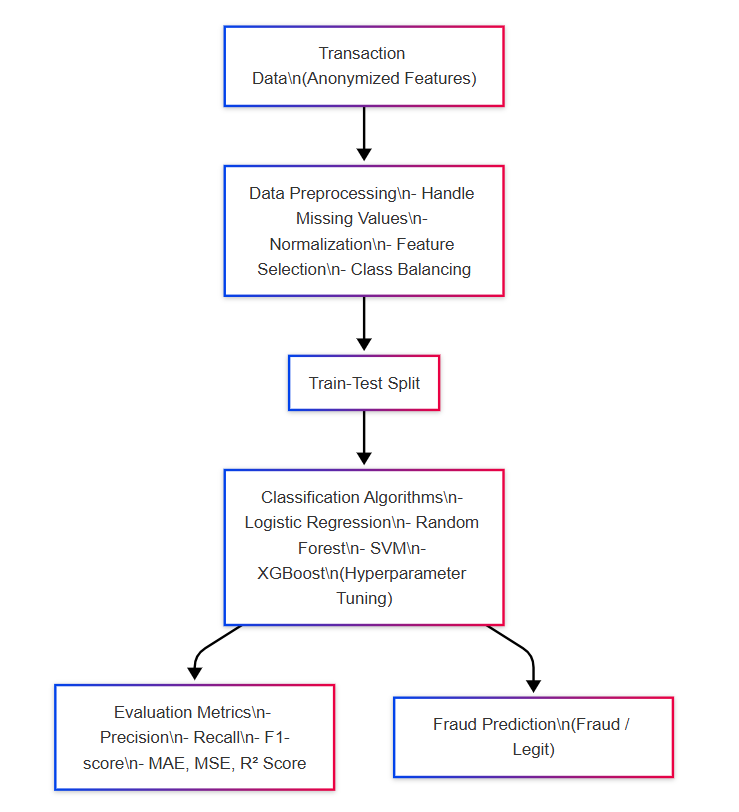 Transaction
Data\n(Anonymized Features)
Data Preprocessing\n- Handle
Missing Values\n-
Normalization\n- Feature
Selection\n- Class Balancing
Train-Test Split
Classification Algorithms\n-
Logistic Regression\n- Random
Forest\n- SVM\n-
XGBoost\n(Hyperparameter
Tuning)
Evaluation Metrics\n-
Precision\n- Recall\n- F1-
score\n- MAE, MSE, R² Score
Fraud Prediction\n(Fraud /
Legit)